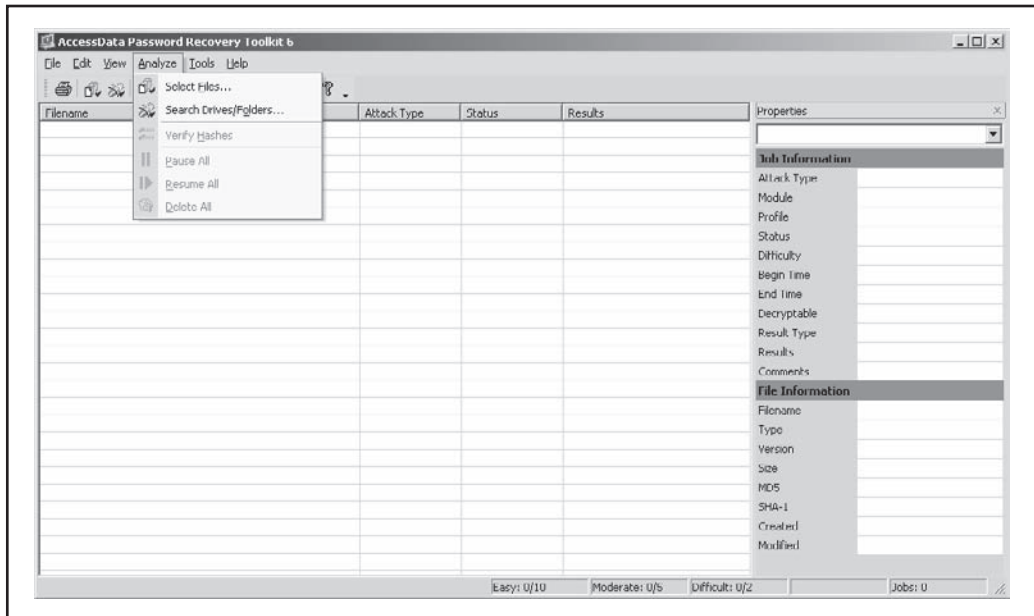 AccessData Password Recovery Toolkit 6
File Edit View Analyze Tools Help
Select Files...
Search Drives/Folders...
Verify Hashes
Pause All
Resume All
Delete All
Filename Attack Type Status Results
Properties
Job Information
Attack Type
Module
Profile
Status
Difficulty
Begin Time
End Time
Decryptable
Result Type
Results
Comments
File Information
Filename
Type
Version
Size
MD5
SHA-1
Created
Modified
Easy: 0/10 Moderate: 0/5 Difficult: 0/2 Jobs: 0